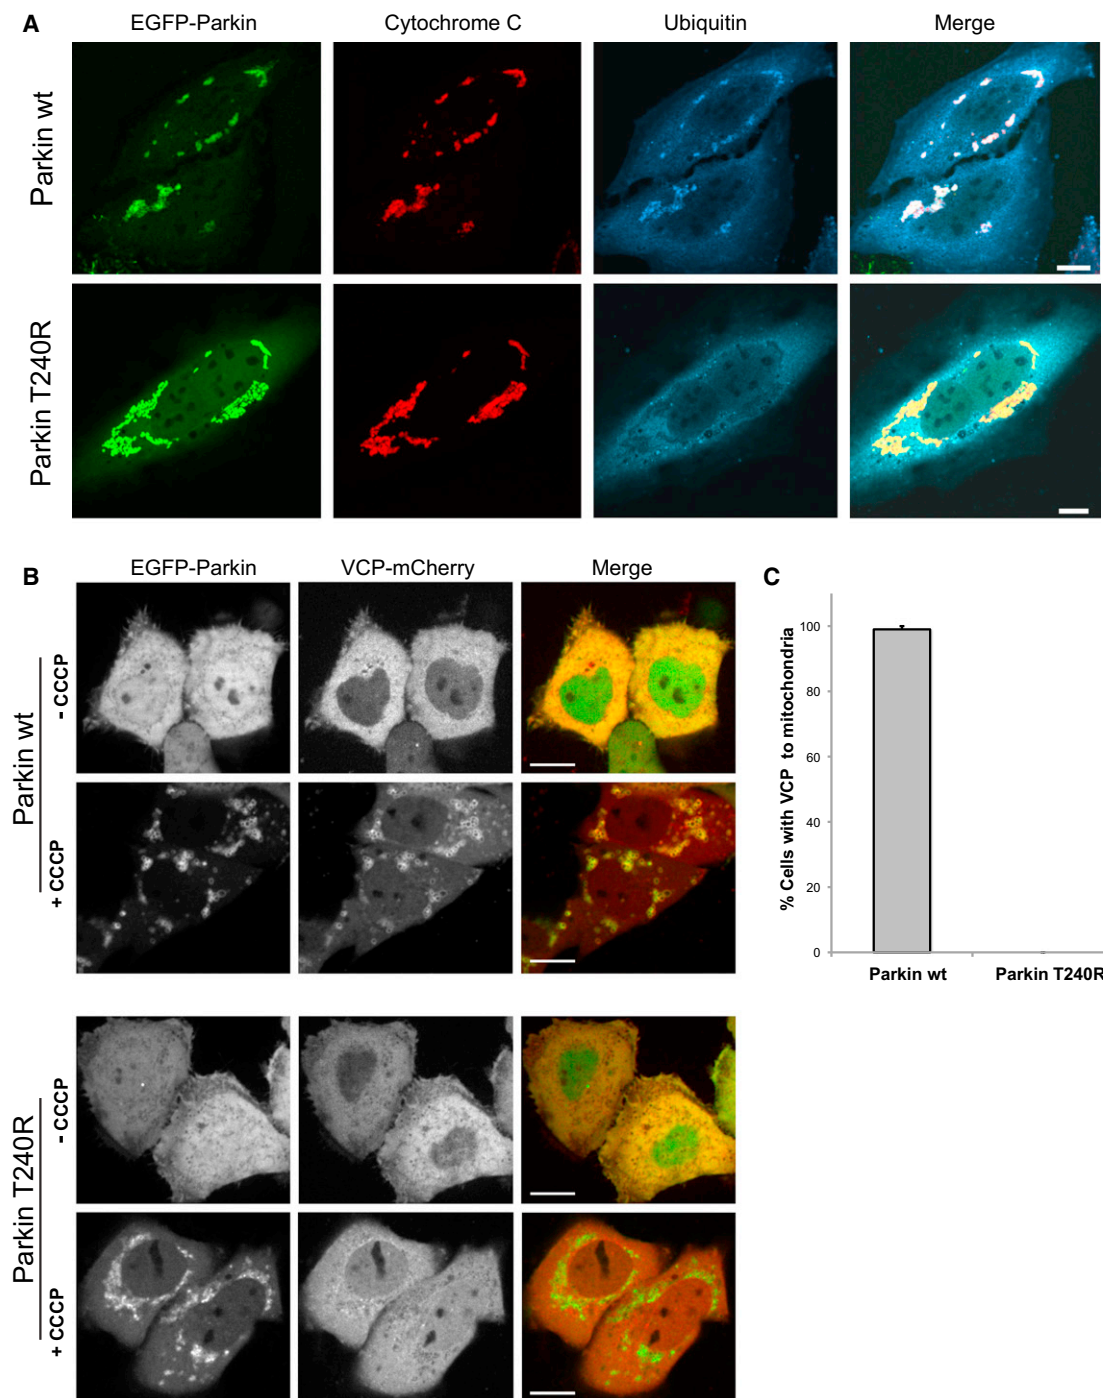 A
EGFP-Parkin
Cytochrome C
Ubiquitin
Merge
Parkin wt
Parkin T240R
B
EGFP-Parkin
VCP-mCherry
Merge
Parkin wt
- CCCP
+ CCCP
Parkin T240R
- CCCP
+ CCCP
C
% Cells with VCP to mitochondria
100
80
60
40
20
0
Parkin wt
Parkin T240R